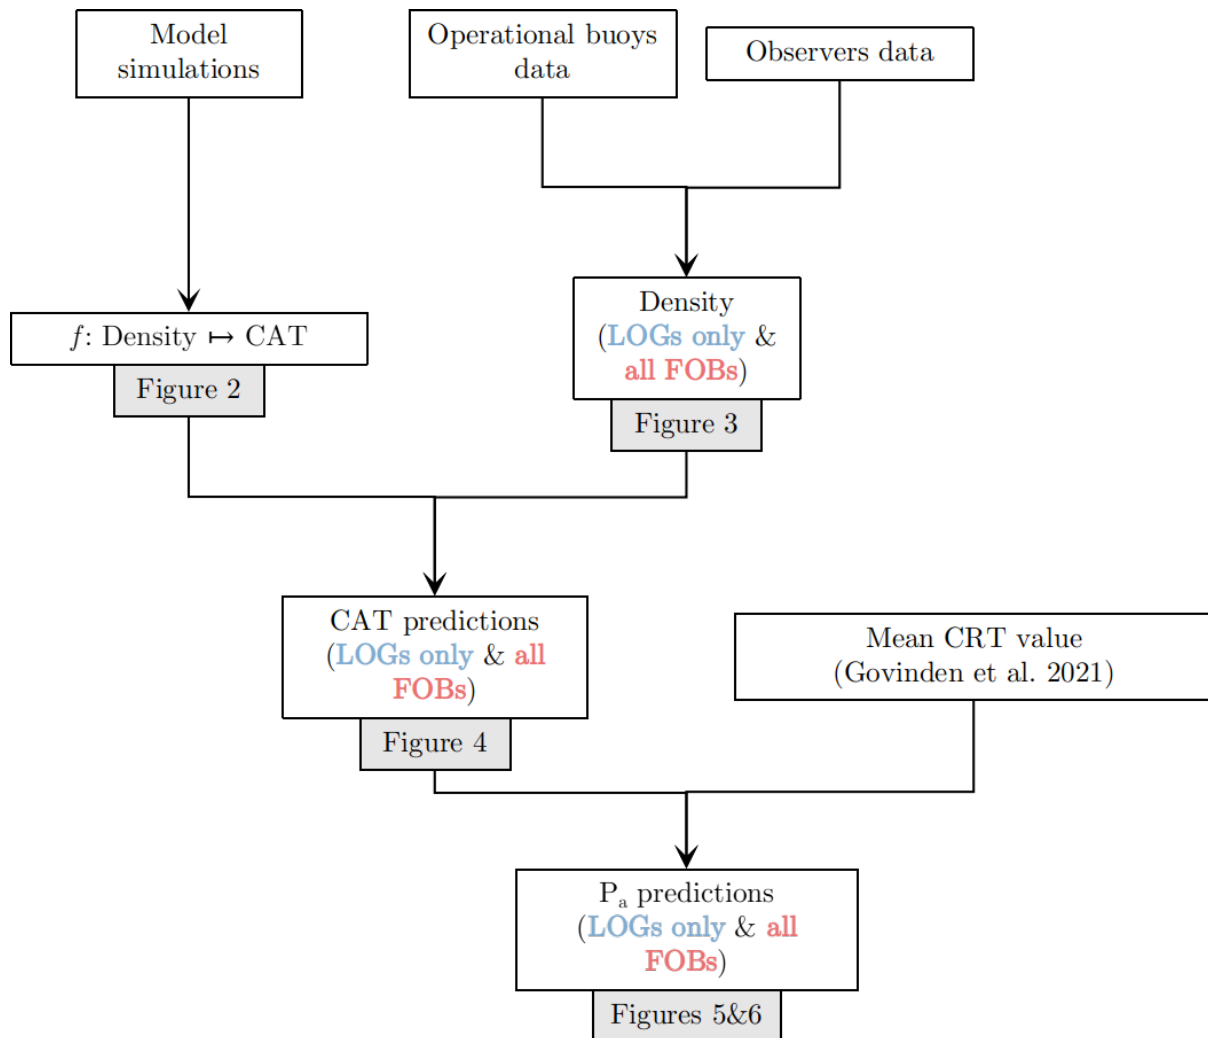 Model
simulations
Operational buoys
data
Observers data
f: Density ↦ CAT
Figure 2
Density
(LOGs only &
all FOBs)
Figure 3
CAT predictions
(LOGs only & all
FOBs)
Figure 4
Mean CRT value
(Govinden et al. 2021)
Pa predictions
(LOGs only & all
FOBs)
Figures 5&6